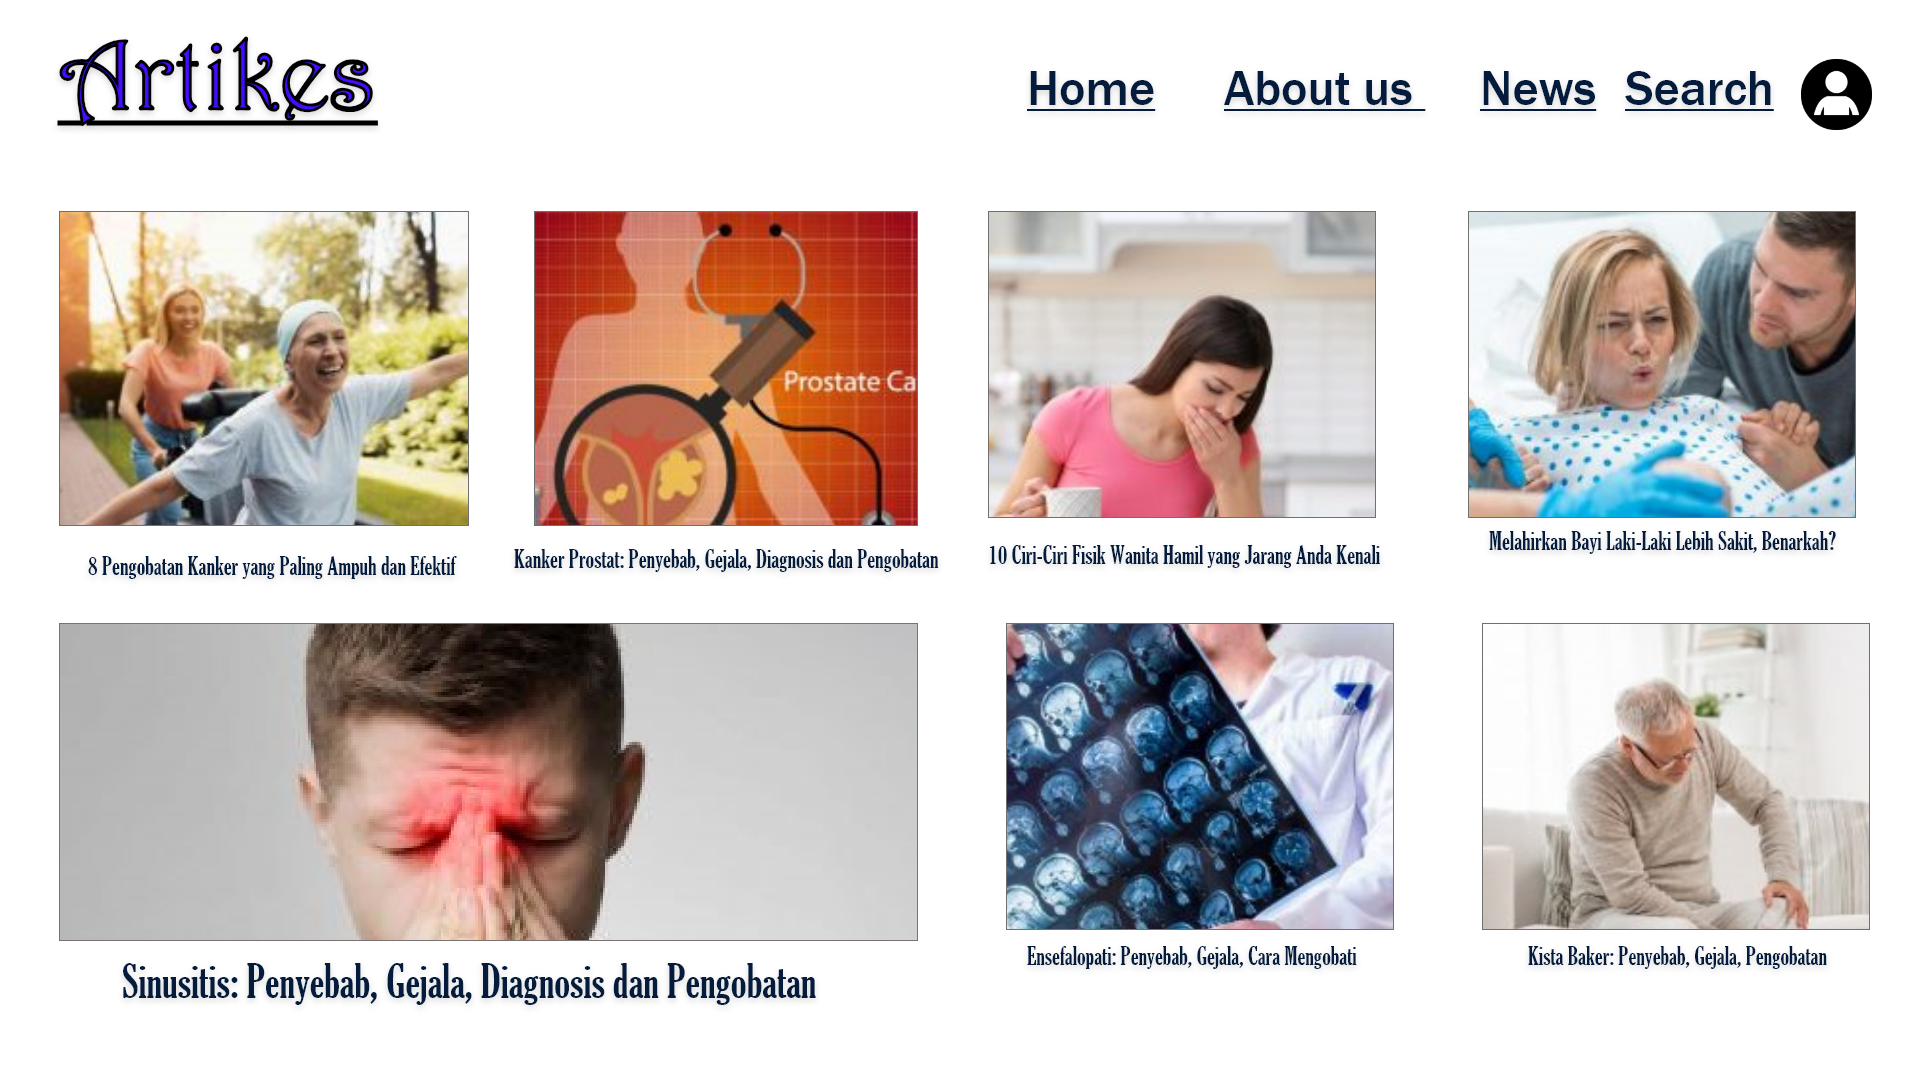 Artikes
Home About us News Search
Prostate Ca
8 Pengobatan Kanker yang Paling Ampuh dan Efektif
Kanker Prostat: Penyebab, Gejala, Diagnosis dan Pengobatan
10 Ciri-Ciri Fisik Wanita Hamil yang Jarang Anda Kenali
Melahirkan Bayi Laki-Laki Lebih Sakit, Benarkah?
Sinusitis: Penyebab, Gejala, Diagnosis dan Pengobatan
Ensefalopati: Penyebab, Gejala, Cara Mengobati
Kista Baker: Penyebab, Gejala, Pengobatan